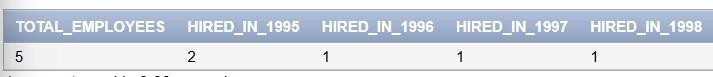 TOTAL_EMPLOYEES HIRED_IN_1995 HIRED_IN_1996 HIRED_IN_1997 HIRED_IN_1998
5 2 1 1 1